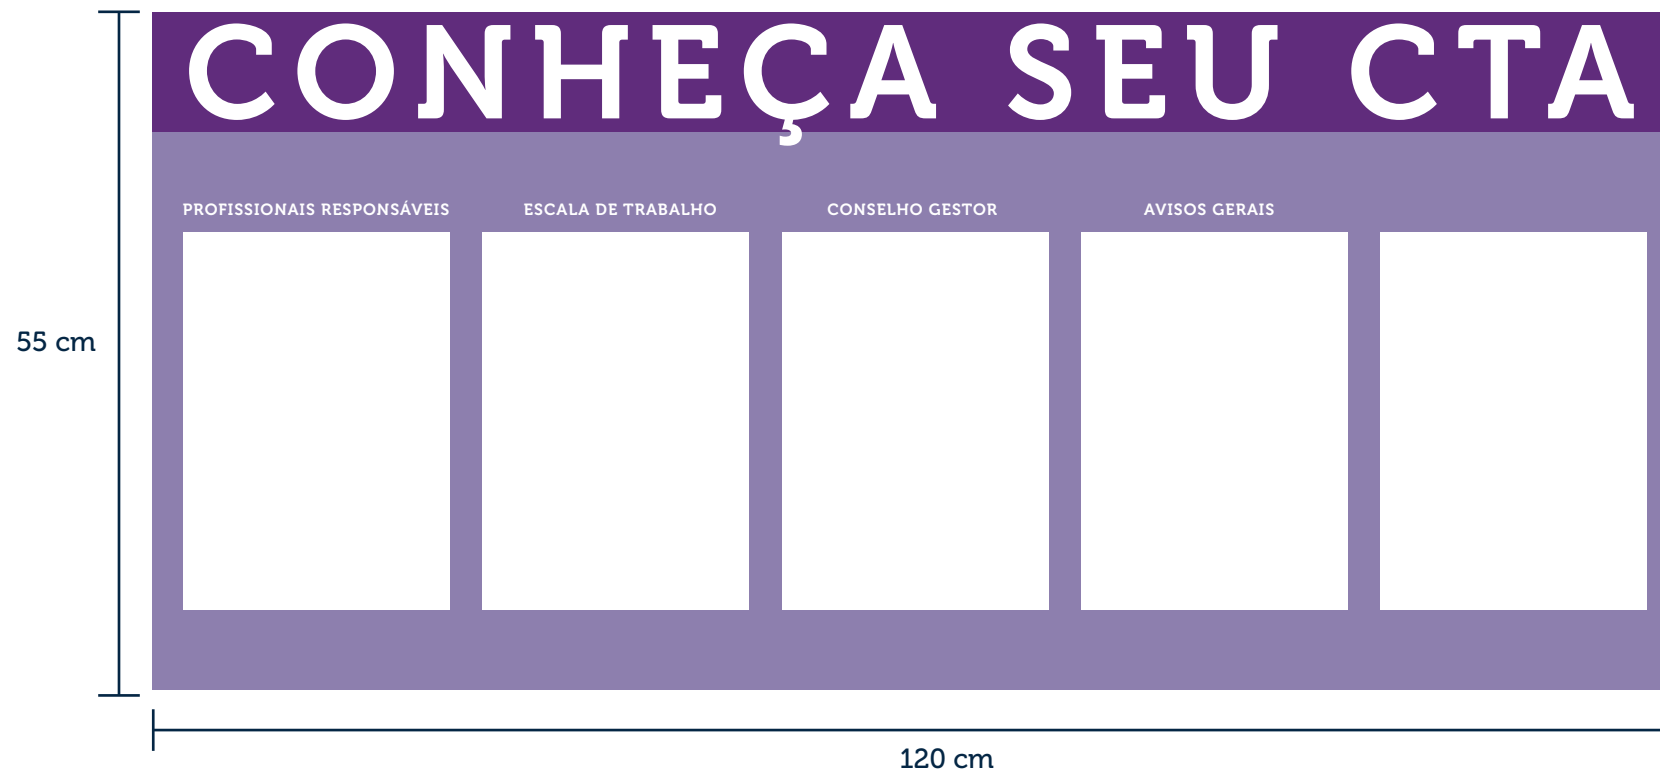 CONHEÇA SEU CTA
PROFISSIONAIS RESPONSÁVEIS
ESCALA DE TRABALHO
CONSELHO GESTOR
AVISOS GERAIS
55 cm
120 cm